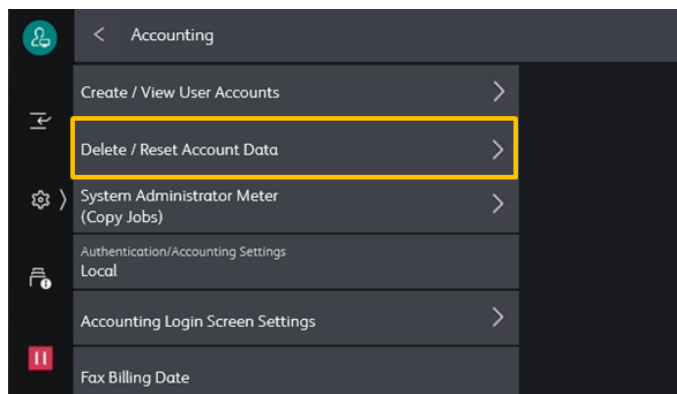 Accounting
Create / View User Accounts
Delete / Reset Account Data
System Administrator Meter
(Copy Jobs)
Authentication/Accounting Settings
Local
Accounting Login Screen Settings
Fax Billing Date